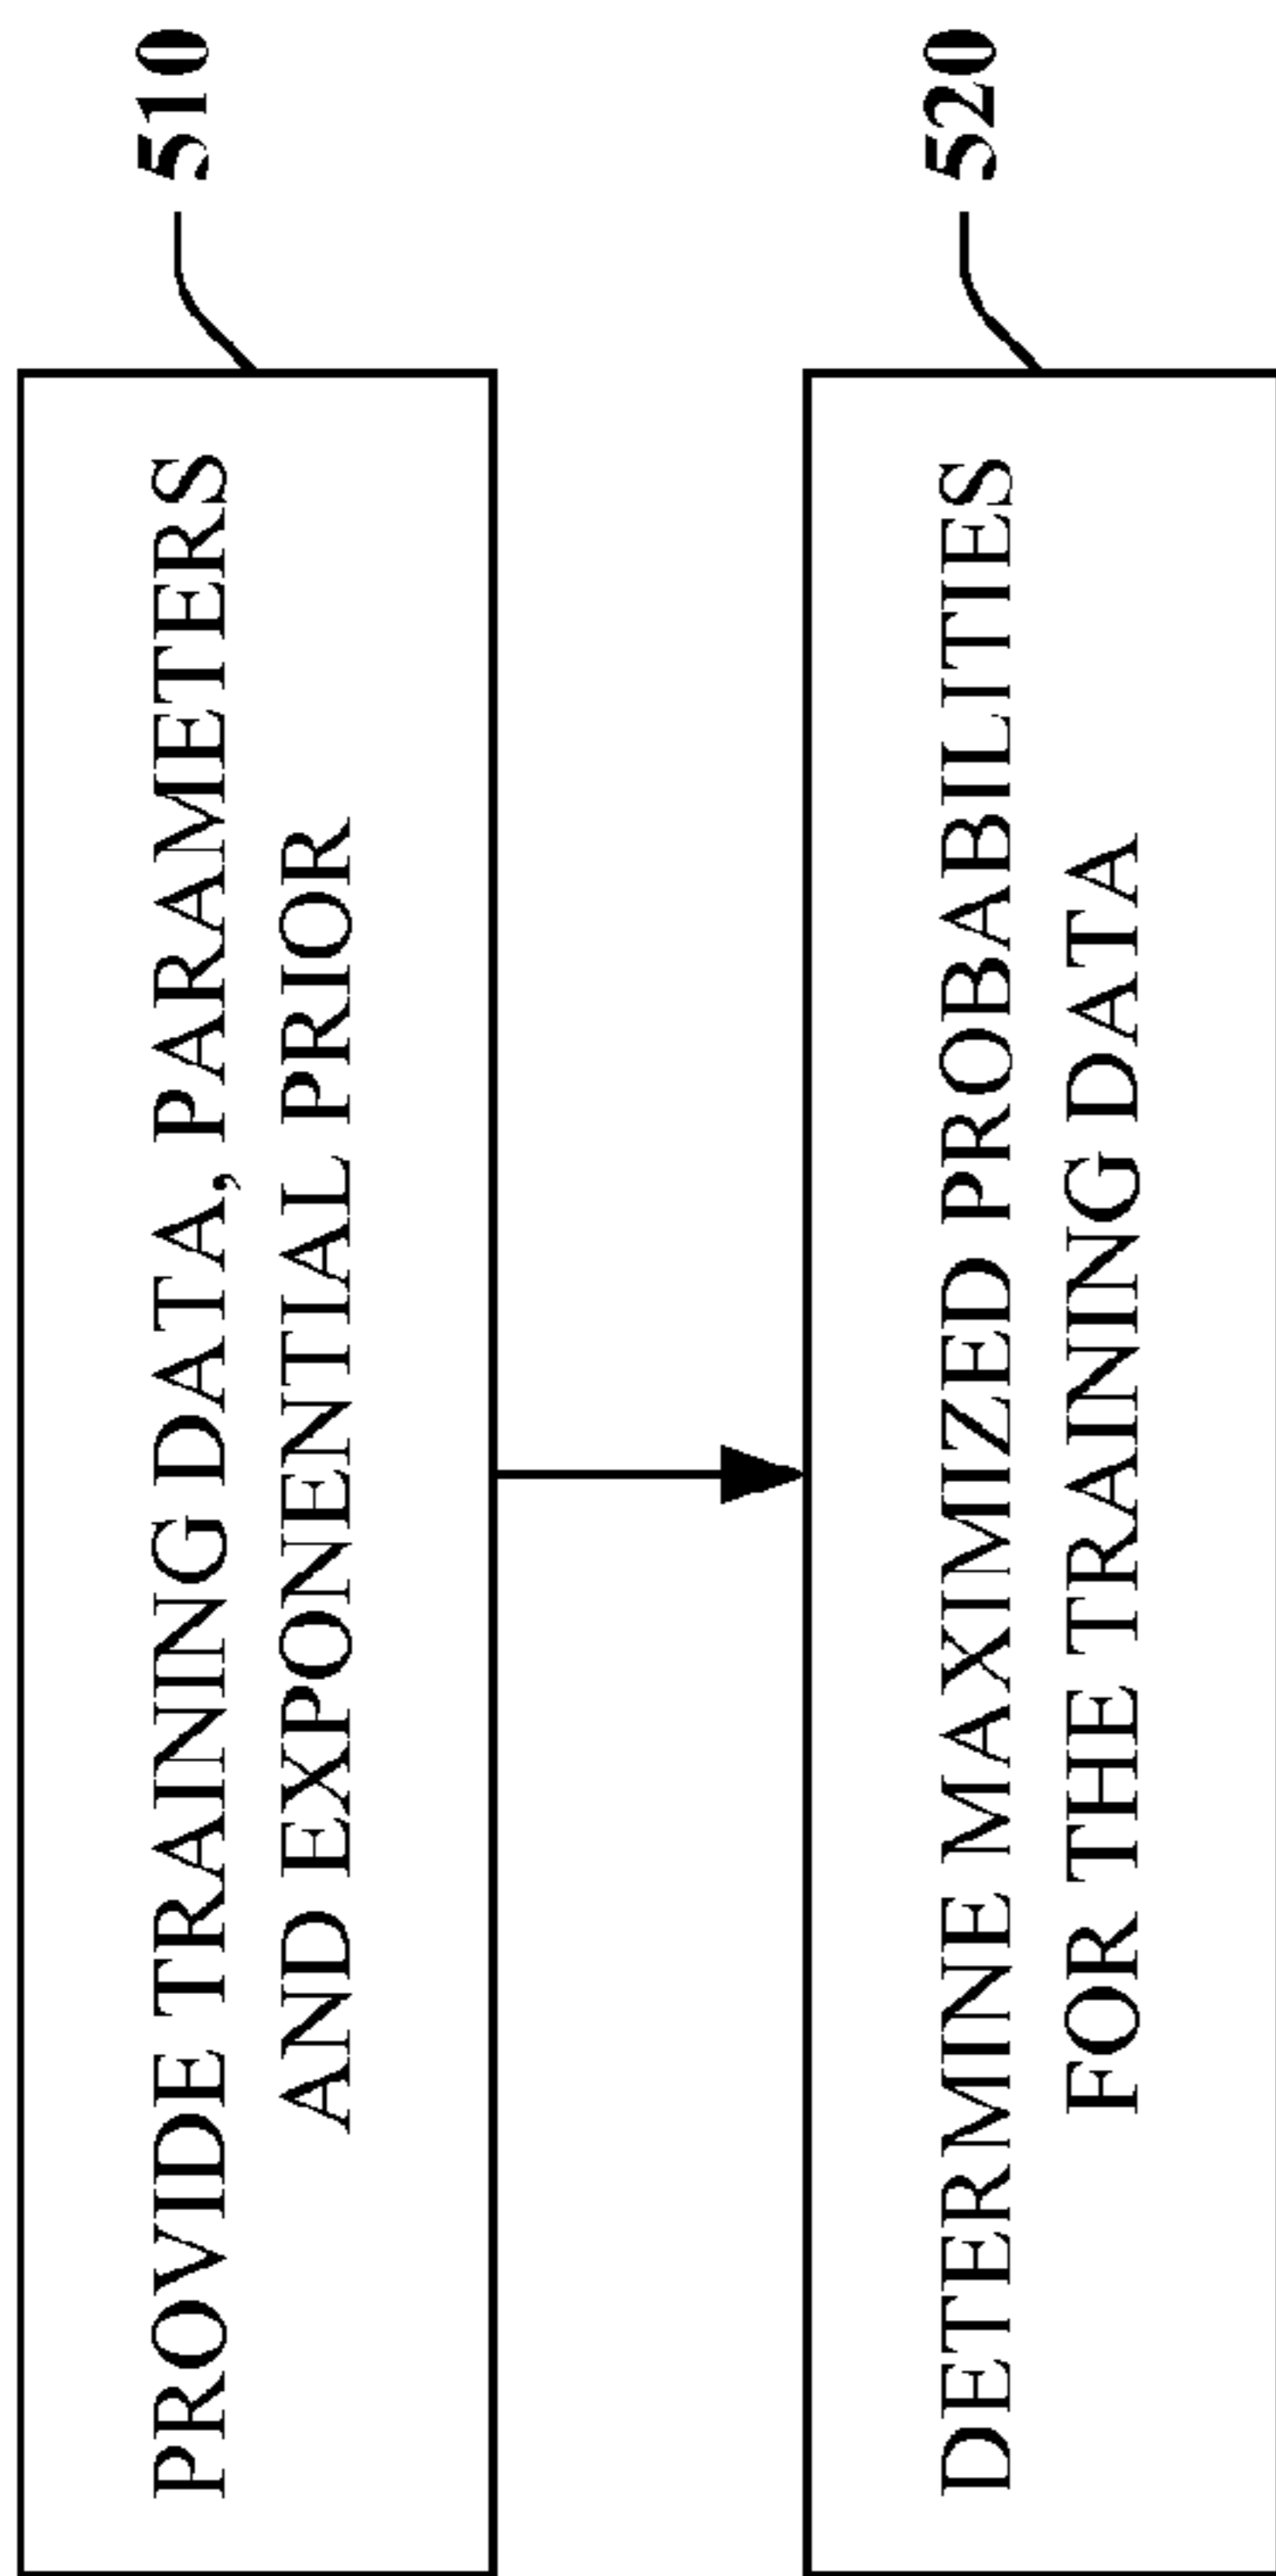 PROVIDE TRAINING DATA, PARAMETERS
AND EXPONENTIAL PRIOR
510
DETERMINE MAXIMIZED PROBABILITIES
FOR THE TRAINING DATA
520